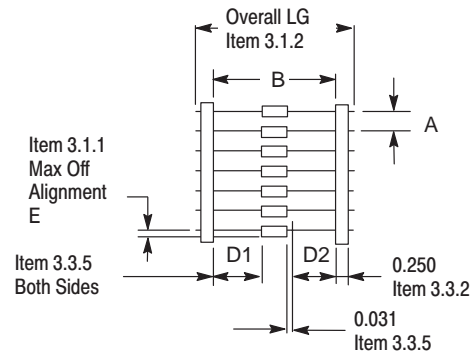 Overall LG
Item 3.1.2
B
A
Item 3.1.1
Max Off
Alignment
E
Item 3.3.5
Both Sides
D1
D2
0.250
Item 3.3.2
0.031
Item 3.3.5